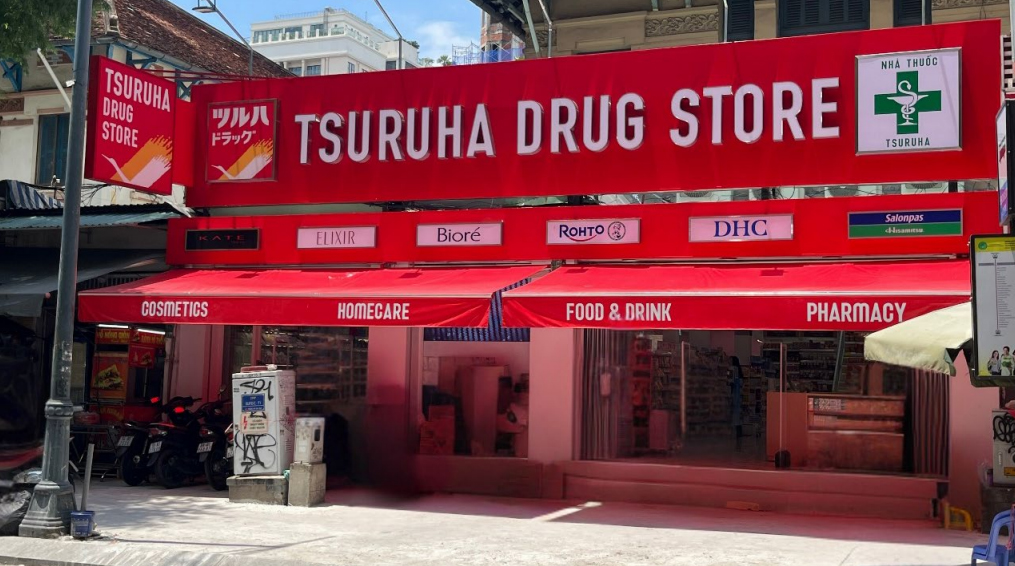 TSURUHA
DRUG
STORE
ツルハ
ドラッグ
TSURUHA DRUG STORE
NHÀ THUỐC
TSURUHA
KATE
ELIXIR
Bioré
ROHTO
DHC
Salonpas
Hisamitsu
COSMETICS
HOMECARE
FOOD & DRINK
PHARMACY